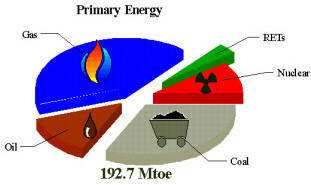 Primary Energy
Gas
RETs
Nuclear
Oil
Coal
192.7 Mtoe